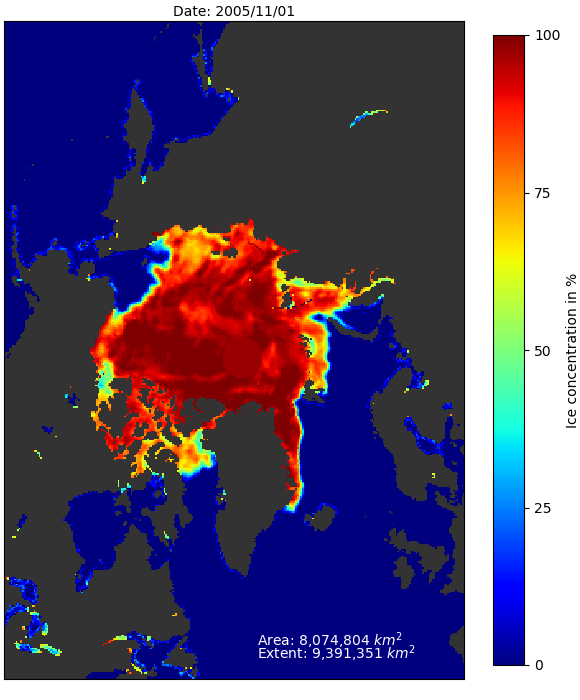 Date: 2005/11/01
100
75
50
25
0
Ice concentration in %
Area: 8,074,804 km²
Extent: 9,391,351 km²